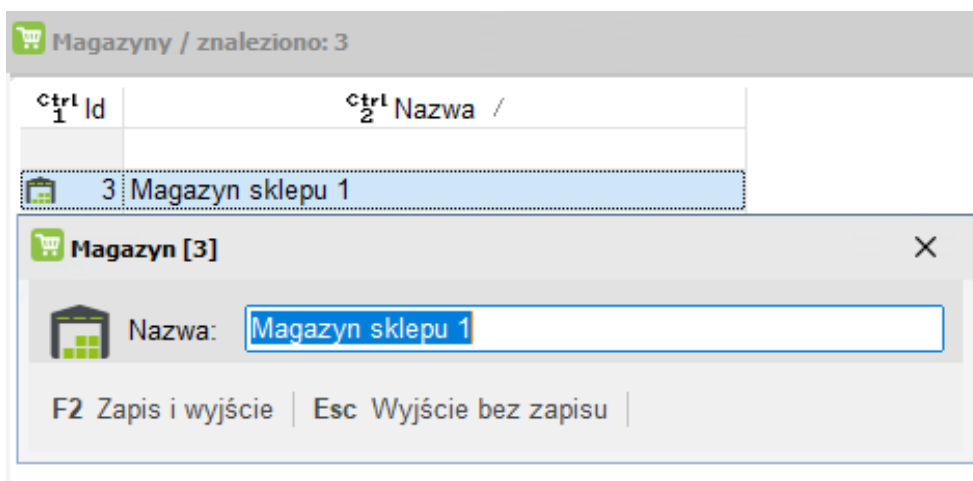 Magazyny / znaleziono: 3
Ctrl 1 Id Ctrl 2 Nazwa /
3 Magazyn sklepu 1
Magazyn [3]
Nazwa: Magazyn sklepu 1
F2 Zapis i wyjście Esc Wyjście bez zapisu